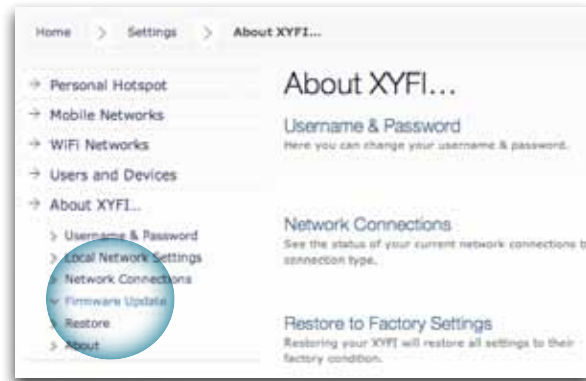 Home > Settings > About XYFI...
→ Personal Hotspot
→ Mobile Networks
→ WiFi Networks
→ Users and Devices
→ About XYFI...
> Username & Password
> Local Network Settings
> Network Connections
Firmware Update
> Restore
> About
About XYFI...
Username & Password
Here you can change your username & password.
Network Connections
See the status of your current network connections
connection type.
Restore to Factory Settings
Restoring your XYFI will restore all settings to their
factory condition.